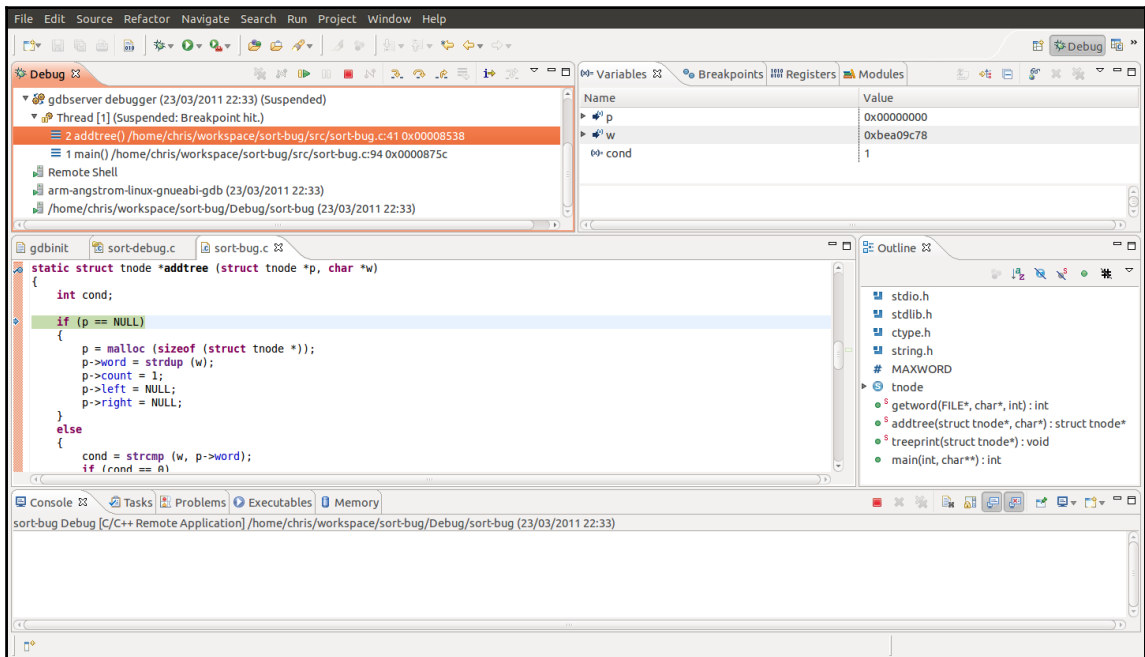 File Edit Source Refactor Navigate Search Run Project Window Help
Debug »
Debug
Variables Breakpoints Registers Modules
gdbserver debugger (23/03/2011 22:33) (Suspended)
Thread [1] (Suspended: Breakpoint hit.)
2 addtree() /home/chris/workspace/sort-bug/src/sort-bug.c:41 0x00008538
1 main() /home/chris/workspace/sort-bug/src/sort-bug.c:94 0x0000875c
Remote Shell
arm-angstrom-linux-gnueabi-gdb (23/03/2011 22:33)
/home/chris/workspace/sort-bug/Debug/sort-bug (23/03/2011 22:33)
Name Value
p 0x00000000
w 0xbea09c78
(x)= cond 1
gdbinit sort-debug.c sort-bug.c
static struct tnode *addtree (struct tnode *p, char *w)
{
int cond;
if (p == NULL)
{
p = malloc (sizeof (struct tnode *));
p->word = strdup (w);
p->count = 1;
p->left = NULL;
p->right = NULL;
}
else
{
cond = strcmp (w, p->word);
if (cond == 0)
Outline
stdio.h
stdlib.h
ctype.h
string.h
# MAXWORD
S tnode
S getword(FILE*, char*, int) : int
S addtree(struct tnode*, char*) : struct tnode*
S treeprint(struct tnode*) : void
main(int, char**) : int
Console Tasks Problems Executables Memory
sort-bug Debug [C/C++ Remote Application] /home/chris/workspace/sort-bug/Debug/sort-bug (23/03/2011 22:33)